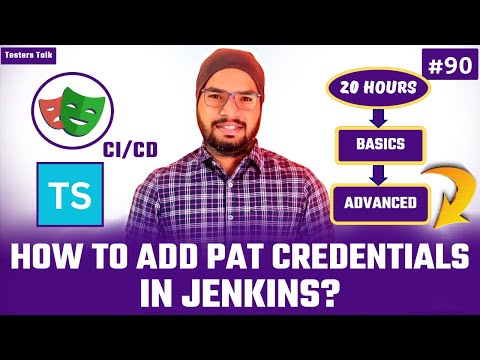 Testers Talk
#90
20 HOURS
CI/CD
BASICS
TS
ADVANCED
HOW TO ADD PAT CREDENTIALS
IN JENKINS?